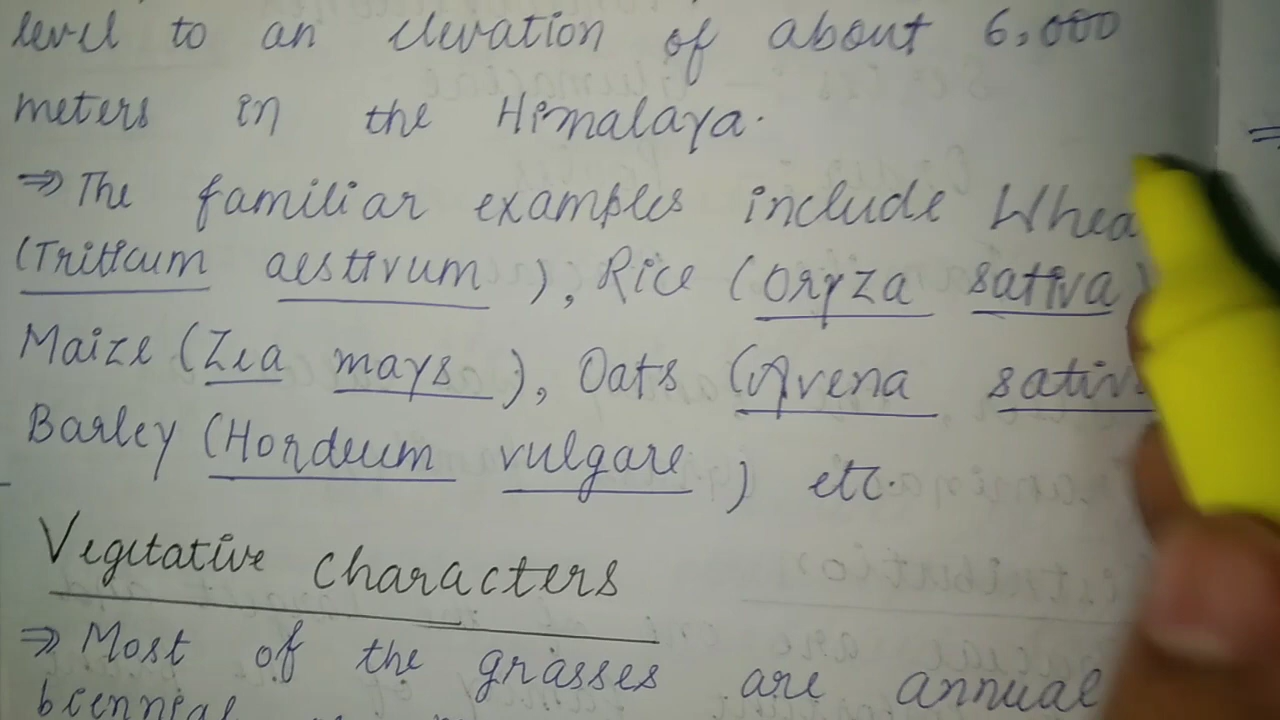 level to an elevation of about 6,000
meters in the Himalaya.
⇒ The familiar examples include Whea
(Triticum aestivum), Rice (Oryza sativa)
Maize (Zea mays), Oats (Avena sativ
Barley (Hordeum vulgare) etc.
Vegitative characters
⇒ Most of the grasses are annual
biennial